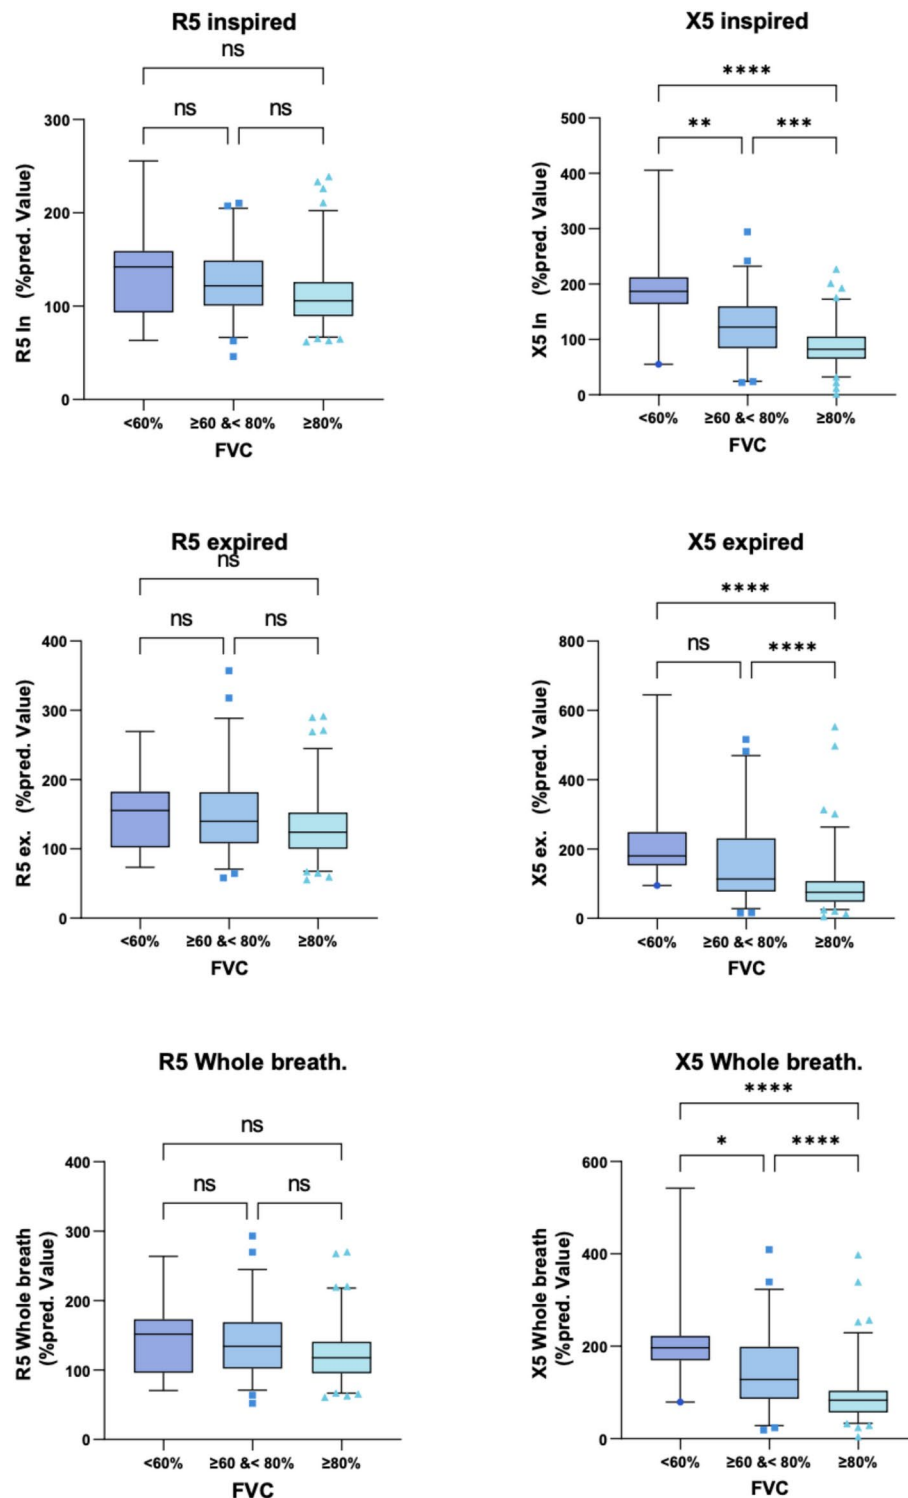 R5 inspired
ns
ns
ns
300
200
100
0
R5 In (%pred. Value)
<60%
≥60 &< 80%
≥80%
FVC
X5 inspired
****
**
***
500
400
300
200
100
0
X5 In (%pred. Value)
<60%
≥60 &< 80%
≥80%
FVC
R5 expired
ns
ns
ns
400
300
200
100
0
R5 ex. (%pred. Value)
<60%
≥60 &< 80%
≥80%
FVC
X5 expired
****
ns
****
800
600
400
200
0
X5 ex. (%pred. Value)
<60%
≥60 &< 80%
≥80%
FVC
R5 Whole breath.
ns
ns
ns
400
300
200
100
0
R5 Whole breath
(%pred. Value)
<60%
≥60 &< 80%
≥80%
FVC
X5 Whole breath.
****
*
****
600
400
200
0
X5 Whole breath
(%pred. Value)
<60%
≥60 &< 80%
≥80%
FVC